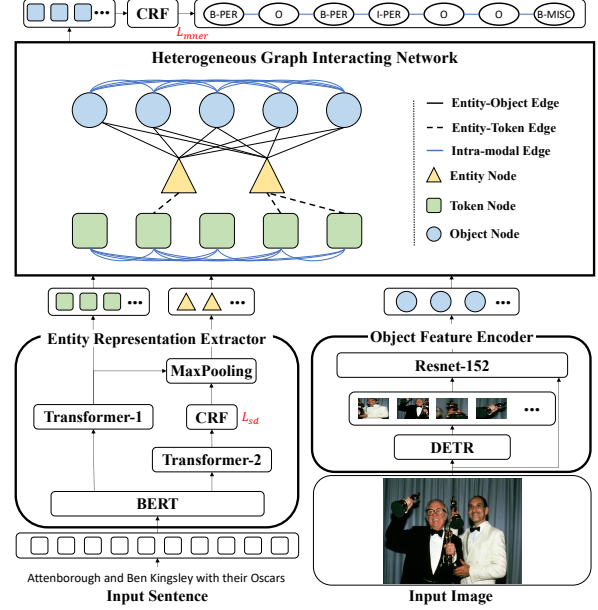 CRF
L_mner
B-PER O B-PER I-PER O O B-MISC
Heterogeneous Graph Interacting Network
Entity-Object Edge
Entity-Token Edge
Intra-modal Edge
Entity Node
Token Node
Object Node
Entity Representation Extractor
MaxPooling
Transformer-1
CRF
L_sd
Transformer-2
BERT
Attenborough and Ben Kingsley with their Oscars
Input Sentence
Object Feature Encoder
Resnet-152
DETR
Input Image